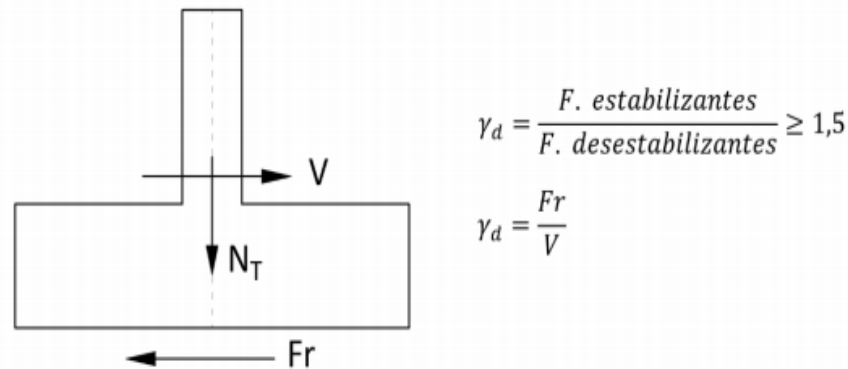 γ_d = F. estabilizantes / F. desestabilizantes ≥ 1,5
V
γ_d = Fr / V
N_T
Fr